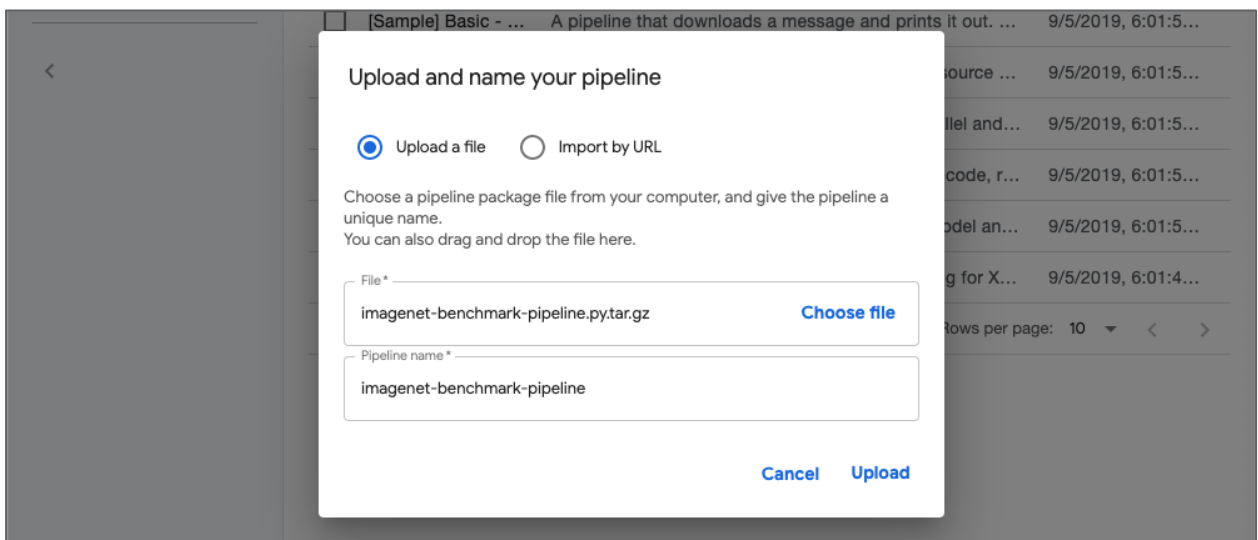 [Sample] Basic - ... A pipeline that downloads a message and prints it out. ... 9/5/2019, 6:01:5...
Upload and name your pipeline
source ... 9/5/2019, 6:01:5...
Upload a file Import by URL
and... 9/5/2019, 6:01:5...
code, r... 9/5/2019, 6:01:5...
Choose a pipeline package file from your computer, and give the pipeline a
unique name.
You can also drag and drop the file here.
an... 9/5/2019, 6:01:5...
File*
imagenet-benchmark-pipeline.py.tar.gz Choose file
g for X... 9/5/2019, 6:01:4...
Rows per page: 10
Pipeline name*
imagenet-benchmark-pipeline
Cancel Upload